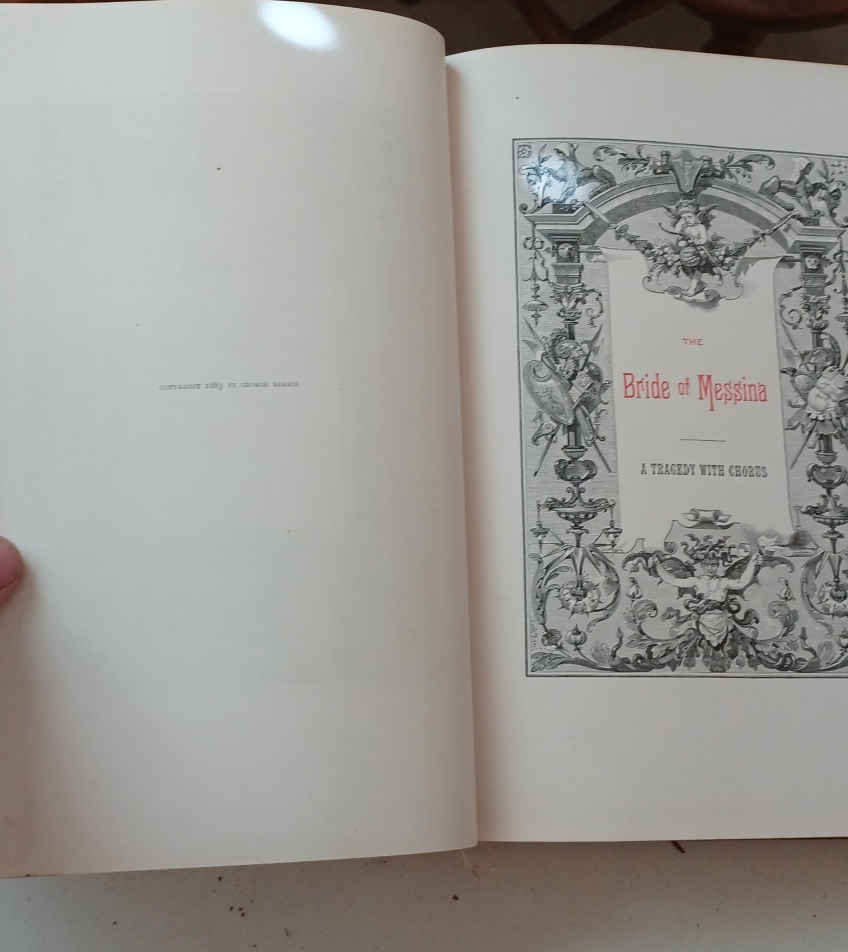 THE
Bride of Messina
A TRAGEDY WITH CHORUS